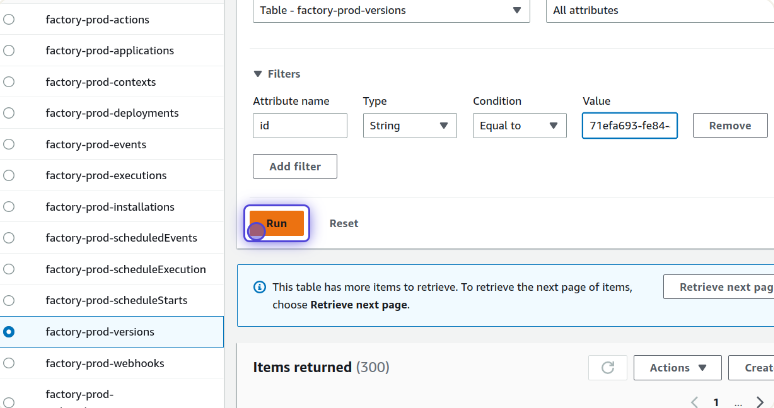 factory-prod-actions
factory-prod-applications
factory-prod-contexts
factory-prod-deployments
factory-prod-events
factory-prod-executions
factory-prod-installations
factory-prod-scheduledEvents
factory-prod-scheduleExecution
factory-prod-scheduleStarts
factory-prod-versions
factory-prod-webhooks
factory-prod-
Table - factory-prod-versions
All attributes
Filters
Attribute name Type Condition Value
id String Equal to 71efa693-fe84- Remove
Add filter
Run Reset
This table has more items to retrieve. To retrieve the next page of items,
choose Retrieve next page.
Retrieve next pag
Items returned (300)
Actions
Creat
1 ...